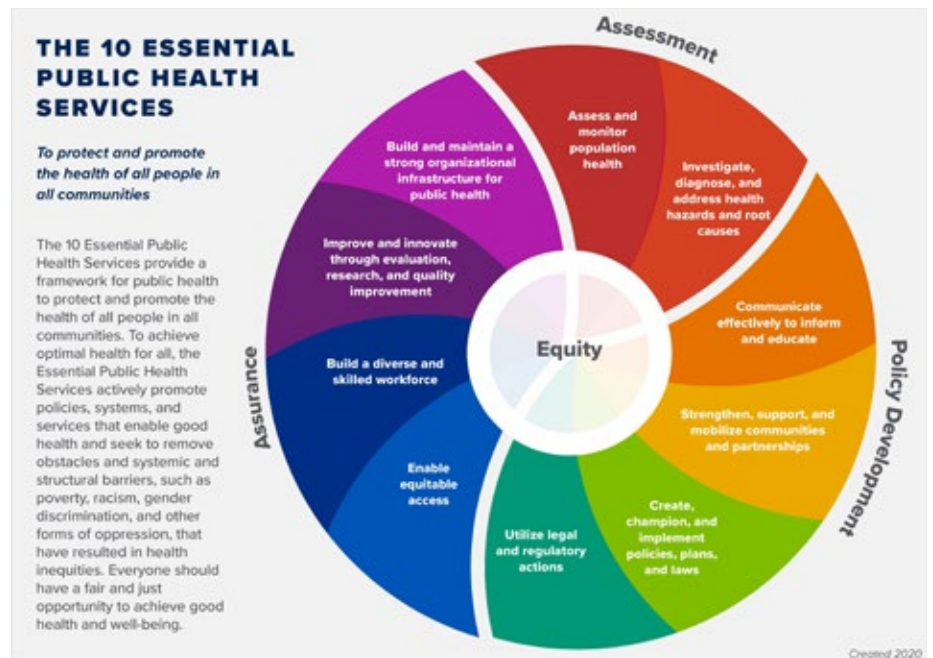 THE 10 ESSENTIAL
PUBLIC HEALTH
SERVICES
To protect and promote
the health of all people in
all communities
The 10 Essential Public
Health Services provide a
framework for public health
to protect and promote the
health of all people in all
communities. To achieve
optimal health for all, the
Essential Public Health
Services actively promote
policies, systems, and
services that enable good
health and seek to remove
obstacles and systemic and
structural barriers, such as
poverty, racism, gender
discrimination, and other
forms of oppression, that
have resulted in health
inequities. Everyone should
have a fair and just
opportunity to achieve good
health and well-being.
Assessment
Assess and
monitor
population
health
Investigate,
diagnose, and
address health
hazards and root
causes
Policy Development
Communicate
effectively to inform
and educate
Strengthen, support, and
mobilize communities
and partnerships
Create,
champion, and
implement
policies, plans,
and laws
Utilize legal
and regulatory
actions
Assurance
Enable
equitable
access
Build a diverse and
skilled workforce
Improve and innovate
through evaluation,
research, and quality
improvement
Build and maintain a
strong organizational
infrastructure for
public health
Equity
Created 2020